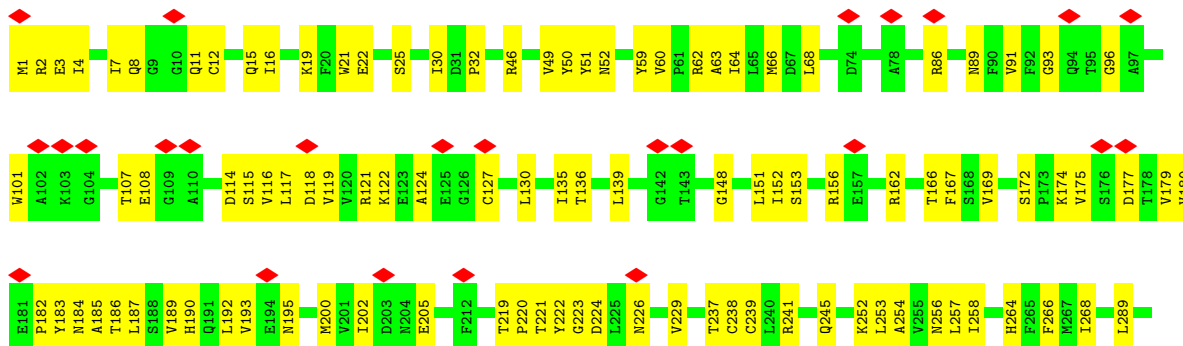 M1 R2 E3 I4 I7 Q8 G9 G10 Q11 C12 Q15 I16 K19 F20 W21 E22 S25 I30 D31 P32 R46 V49 Y50 Y51 N52 Y59 V60 P61 R62 A63 I64 L65 M66 D67 L68 D74 A78 R86 N89 F90 V91 F92 G93 Q94 T95 G96 A97
W101 A102 K103 G104 T107 E108 G109 A110 D114 S115 V116 L117 D118 V119 V120 R121 K122 E123 A124 E125 G126 C127 L130 I135 T136 L139 G142 T143 G148 L151 I152 S153 R156 E157 R162 T166 F167 S168 V169 S172 P173 K174 V175 S176 D177 T178 V179
E181 P182 Y183 N184 A185 T186 L187 S188 V189 H190 Q191 L192 V193 E194 N195 M200 V201 I202 D203 N204 E205 F212 T219 P220 T221 Y222 G223 D224 L225 N226 V229 T237 C238 C239 L240 R241 Q245 K252 L253 A254 V255 N256 L257 I258 H264 F265 F266 M267 I268 L289